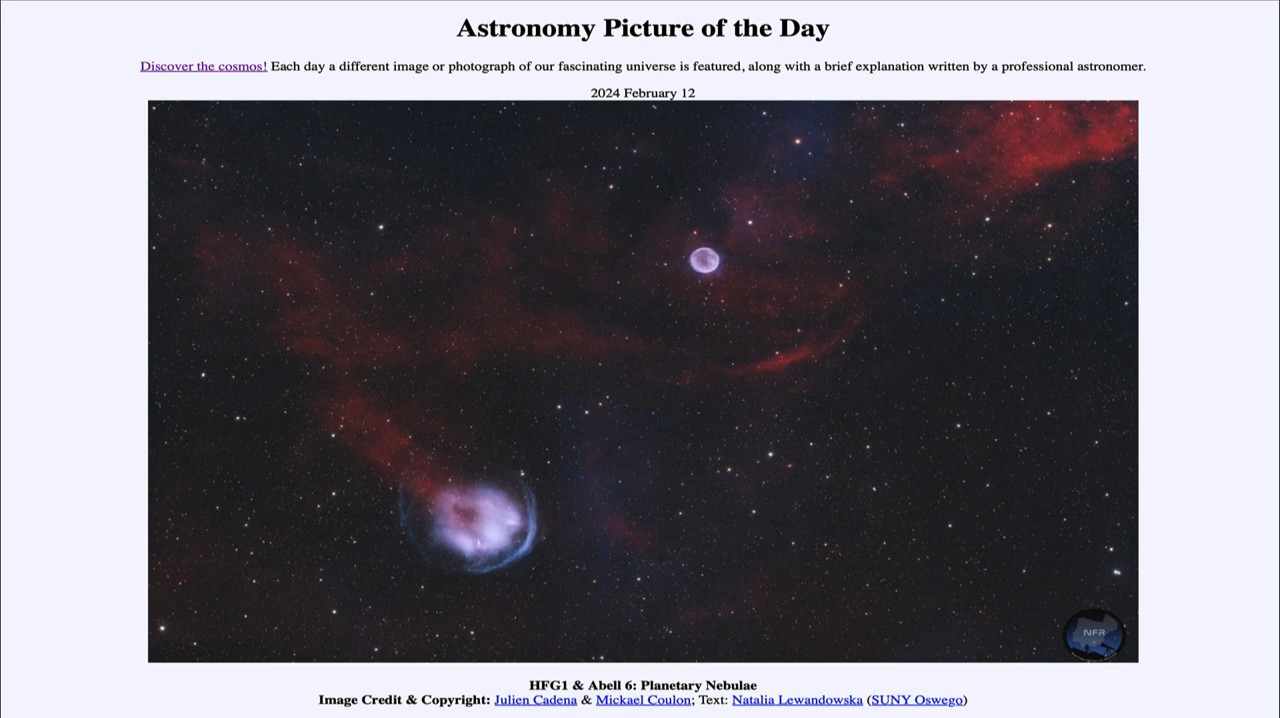 Astronomy Picture of the Day
Discover the cosmos! Each day a different image or photograph of our fascinating universe is featured, along with a brief explanation written by a professional astronomer.
2024 February 12
NFR
HFG1 & Abell 6: Planetary Nebulae
Image Credit & Copyright: Julien Cadena & Mickael Coulon; Text: Natalia Lewandowska (SUNY Oswego)